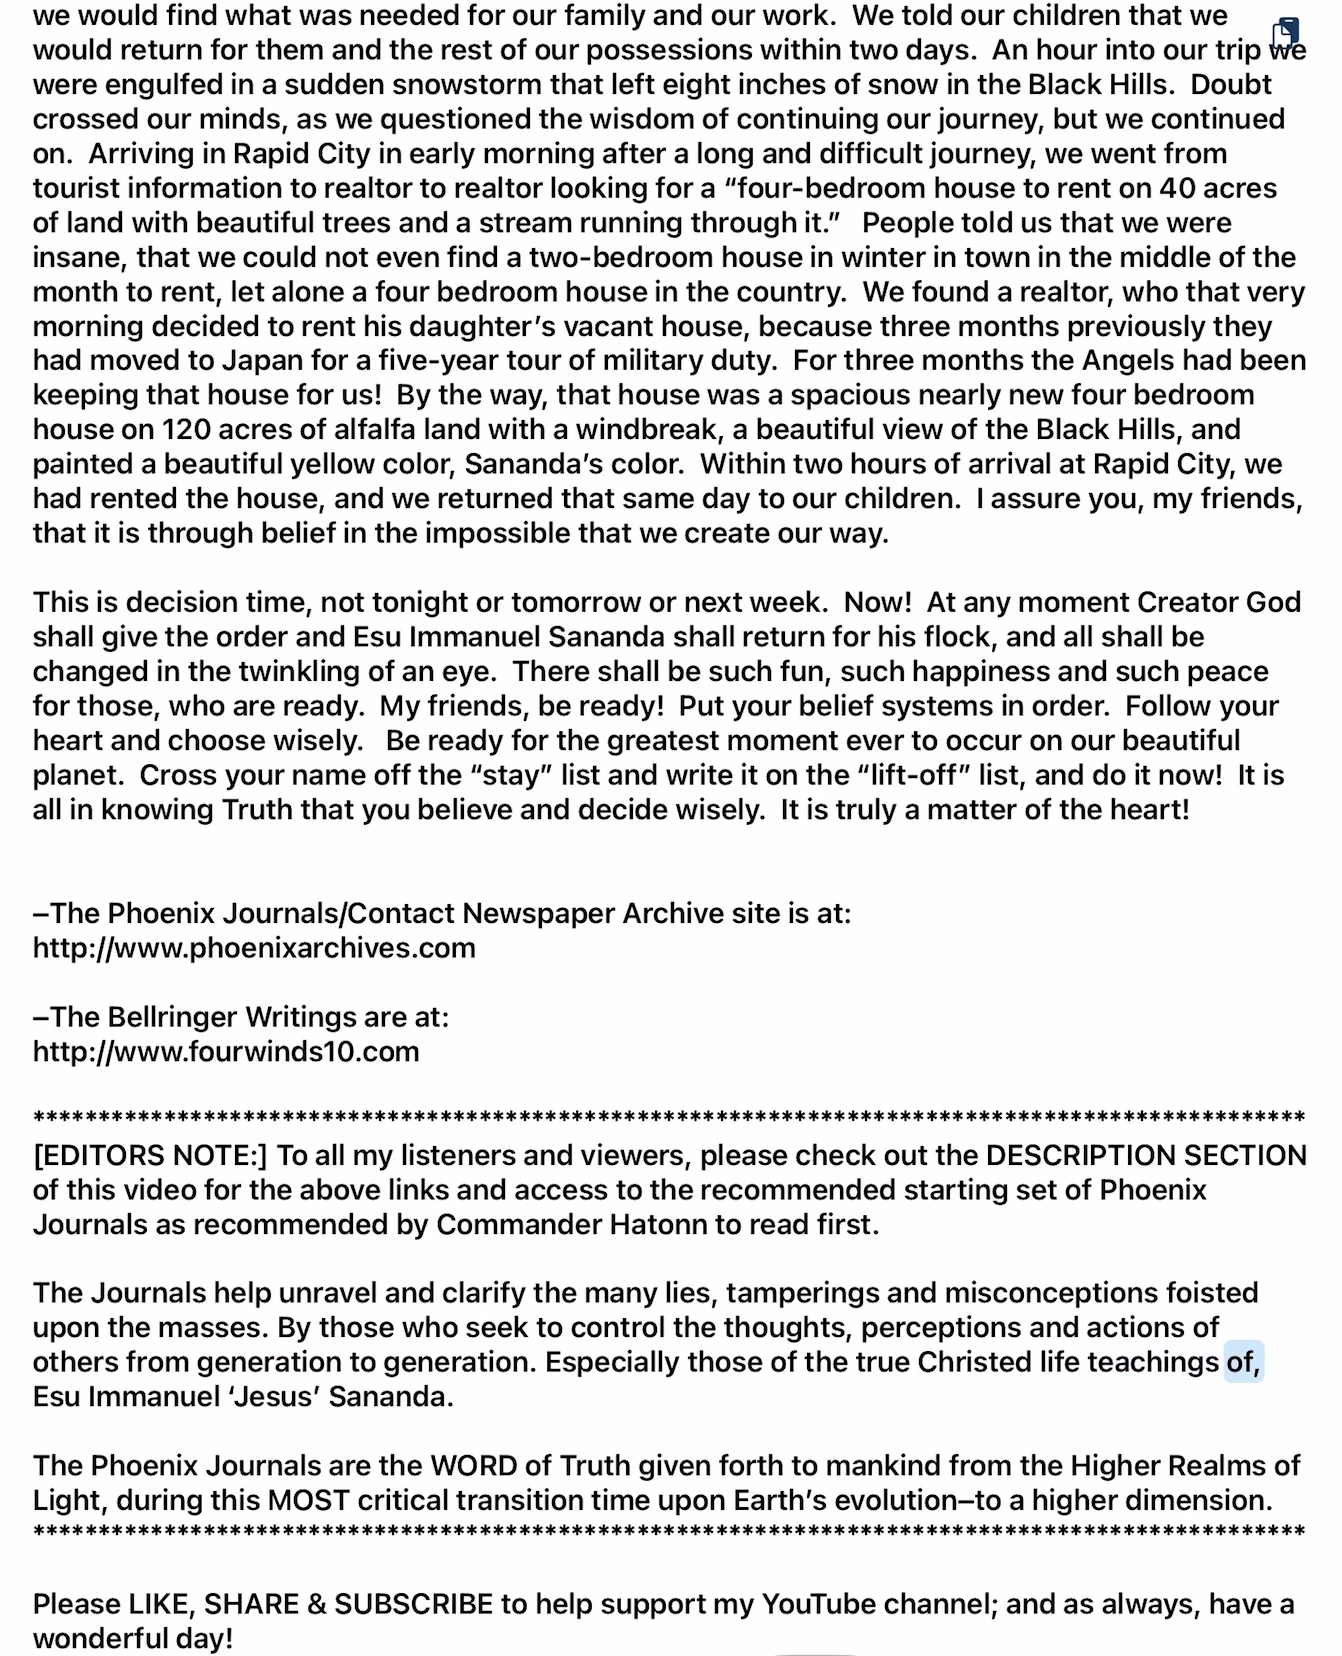 we would find what was needed for our family and our work.  We told our children that we
would return for them and the rest of our possessions within two days.  An hour into our trip we
were engulfed in a sudden snowstorm that left eight inches of snow in the Black Hills.  Doubt
crossed our minds, as we questioned the wisdom of continuing our journey, but we continued
on.  Arriving in Rapid City in early morning after a long and difficult journey, we went from
tourist information to realtor to realtor looking for a “four-bedroom house to rent on 40 acres
of land with beautiful trees and a stream running through it.”   People told us that we were
insane, that we could not even find a two-bedroom house in winter in town in the middle of the
month to rent, let alone a four bedroom house in the country.  We found a realtor, who that very
morning decided to rent his daughter’s vacant house, because three months previously they
had moved to Japan for a five-year tour of military duty.  For three months the Angels had been
keeping that house for us!  By the way, that house was a spacious nearly new four bedroom
house on 120 acres of alfalfa land with a windbreak, a beautiful view of the Black Hills, and
painted a beautiful yellow color, Sananda’s color.  Within two hours of arrival at Rapid City, we
had rented the house, and we returned that same day to our children.  I assure you, my friends,
that it is through belief in the impossible that we create our way.

This is decision time, not tonight or tomorrow or next week.  Now!  At any moment Creator God
shall give the order and Esu Immanuel Sananda shall return for his flock, and all shall be
changed in the twinkling of an eye.  There shall be such fun, such happiness and such peace
for those, who are ready.  My friends, be ready!  Put your belief systems in order.  Follow your
heart and choose wisely.   Be ready for the greatest moment ever to occur on our beautiful
planet.  Cross your name off the “stay” list and write it on the “lift-off” list, and do it now!  It is
all in knowing Truth that you believe and decide wisely.  It is truly a matter of the heart!

–The Phoenix Journals/Contact Newspaper Archive site is at:
http://www.phoenixarchives.com

–The Bellringer Writings are at:
http://www.fourwinds10.com

****************************************************************************************************
[EDITORS NOTE:] To all my listeners and viewers, please check out the DESCRIPTION SECTION
of this video for the above links and access to the recommended starting set of Phoenix
Journals as recommended by Commander Hatonn to read first.

The Journals help unravel and clarify the many lies, tamperings and misconceptions foisted
upon the masses. By those who seek to control the thoughts, perceptions and actions of
others from generation to generation. Especially those of the true Christed life teachings of,
Esu Immanuel ‘Jesus’ Sananda.

The Phoenix Journals are the WORD of Truth given forth to mankind from the Higher Realms of
Light, during this MOST critical transition time upon Earth’s evolution–to a higher dimension.
****************************************************************************************************

Please LIKE, SHARE & SUBSCRIBE to help support my YouTube channel; and as always, have a
wonderful day!